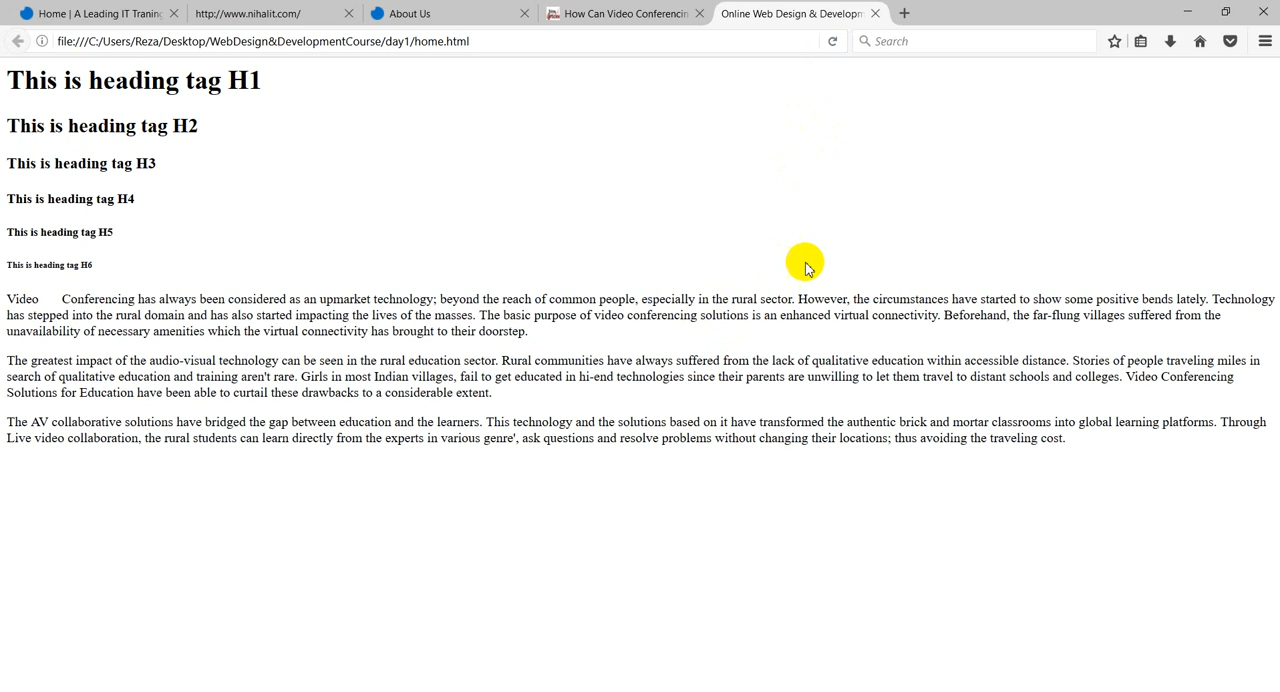 Home | A Leading IT Traning
http://www.nihalit.com/
About Us
How Can Video Conferencin
Online Web Design & Developm
file:///C:/Users/Reza/Desktop/WebDesign&DevelopmentCourse/day1/home.html
Search
This is heading tag H1
This is heading tag H2
This is heading tag H3
This is heading tag H4
This is heading tag H5
This is heading tag H6
Video Conferencing has always been considered as an upmarket technology; beyond the reach of common people, especially in the rural sector. However, the circumstances have started to show some positive bends lately. Technology
has stepped into the rural domain and has also started impacting the lives of the masses. The basic purpose of video conferencing solutions is an enhanced virtual connectivity. Beforehand, the far-flung villages suffered from the
unavailability of necessary amenities which the virtual connectivity has brought to their doorstep.
The greatest impact of the audio-visual technology can be seen in the rural education sector. Rural communities have always suffered from the lack of qualitative education within accessible distance. Stories of people traveling miles in
search of qualitative education and training aren't rare. Girls in most Indian villages, fail to get educated in hi-end technologies since their parents are unwilling to let them travel to distant schools and colleges. Video Conferencing
Solutions for Education have been able to curtail these drawbacks to a considerable extent.
The AV collaborative solutions have bridged the gap between education and the learners. This technology and the solutions based on it have transformed the authentic brick and mortar classrooms into global learning platforms. Through
Live video collaboration, the rural students can learn directly from the experts in various genre', ask questions and resolve problems without changing their locations; thus avoiding the traveling cost.